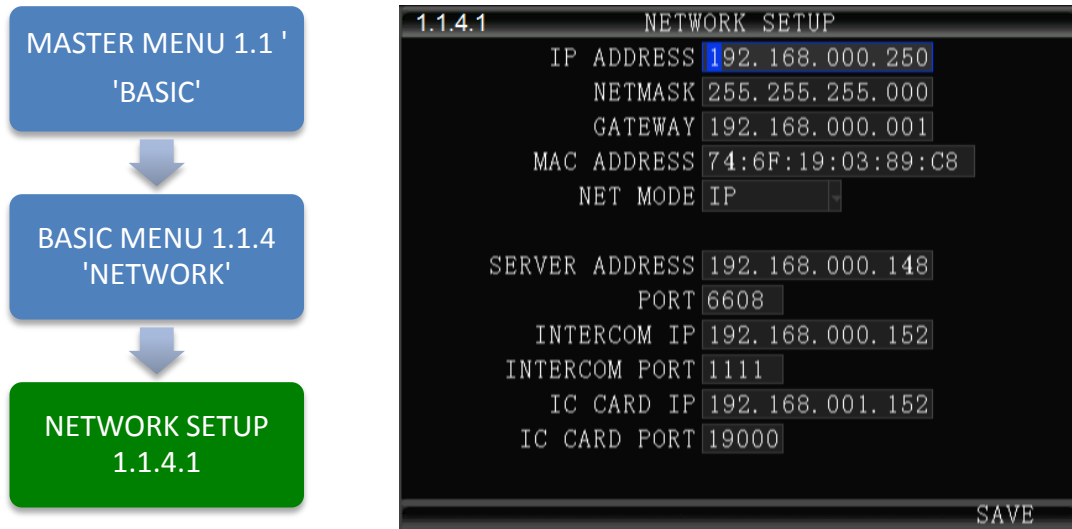 MASTER MENU 1.1 '
'BASIC'
BASIC MENU 1.1.4
'NETWORK'
NETWORK SETUP
1.1.4.1
1.1.4.1 NETWORK SETUP
IP ADDRESS 192.168.000.250
NETMASK 255.255.255.000
GATEWAY 192.168.000.001
MAC ADDRESS 74:6F:19:03:89:C8
NET MODE IP
SERVER ADDRESS 192.168.000.148
PORT 6608
INTERCOM IP 192.168.000.152
INTERCOM PORT 1111
IC CARD IP 192.168.001.152
IC CARD PORT 19000
SAVE